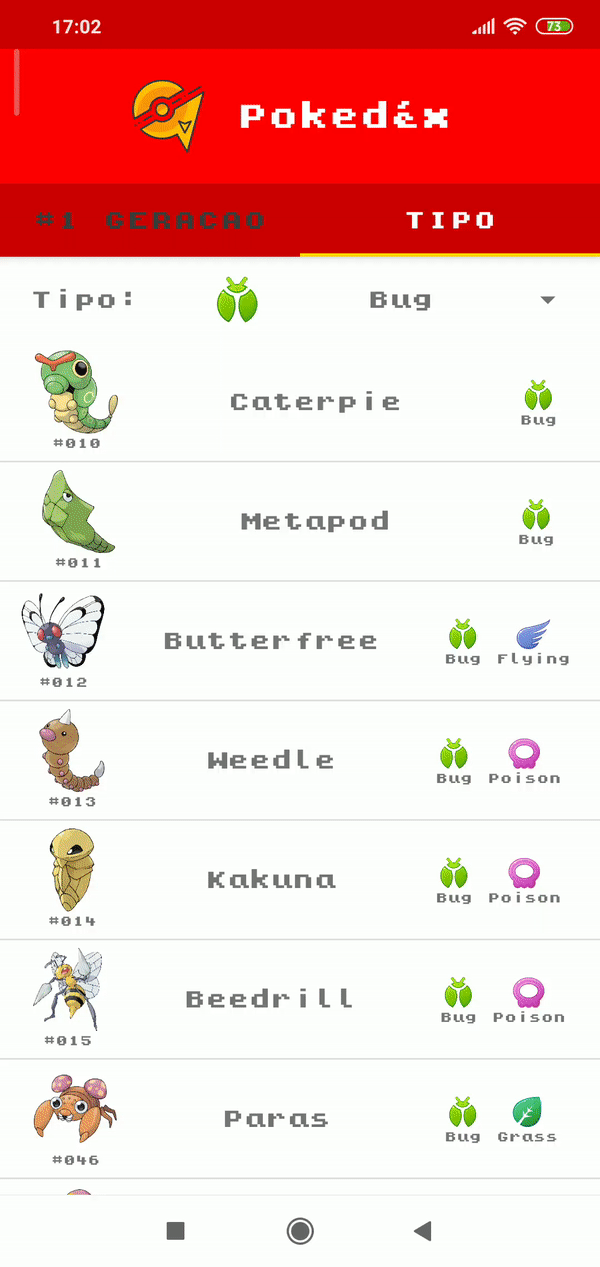 17:02 73
Pokedéx
#1 GERACAO TIPO
Tipo: Bug
Caterpie
Bug
#010
Metapod
Bug
#011
Butterfree
Bug Flying
#012
Weedle
Bug Poison
#013
Kakuna
Bug Poison
#014
Beedrill
Bug Poison
#015
Paras
Bug Grass
#046